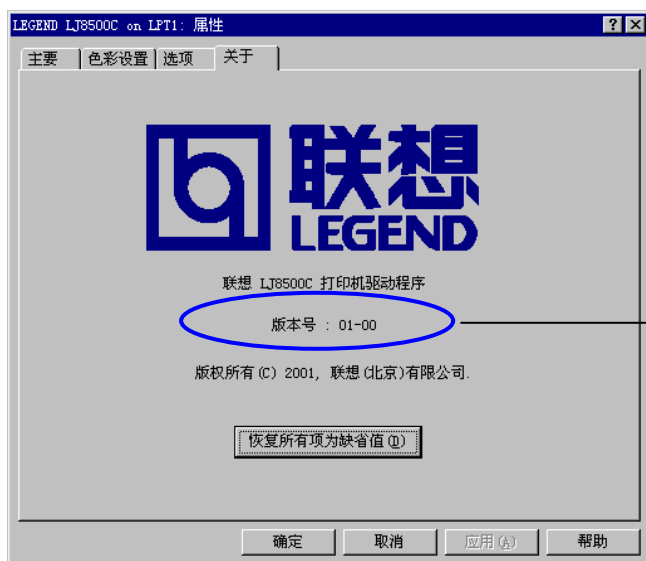 LEGEND LJ8500C on LPT1: 属性
主要 色彩设置 选项 关于
联想
LEGEND
联想 LJ8500C 打印机驱动程序
版本号 : 01-00
版权所有(C) 2001, 联想(北京)有限公司.
恢复所有项为缺省值(D)
确定 取消 应用(A) 帮助